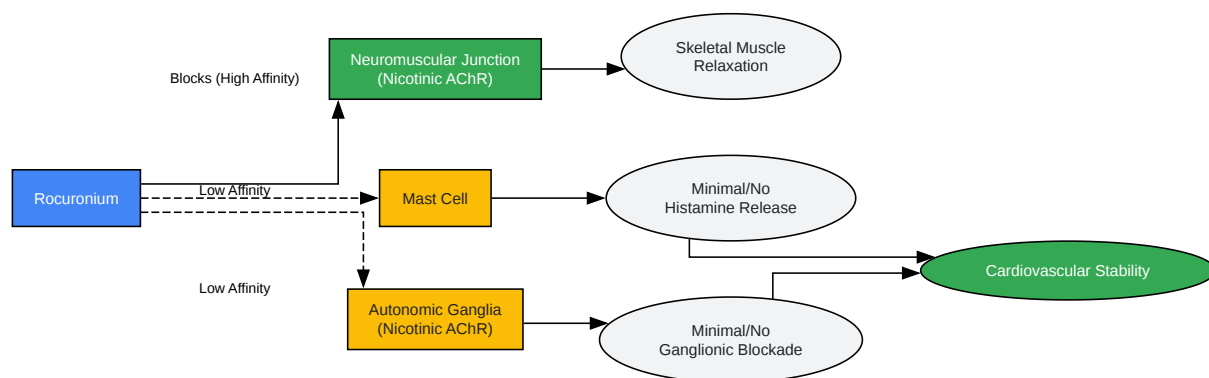 Skeletal Muscle
Relaxation
Neuromuscular Junction
(Nicotinic AChR)
Blocks (High Affinity)
Rocuronium
Low Affinity
Mast Cell
Minimal/No
Histamine Release
Cardiovascular Stability
Low Affinity
Autonomic Ganglia
(Nicotinic AChR)
Minimal/No
Ganglionic Blockade